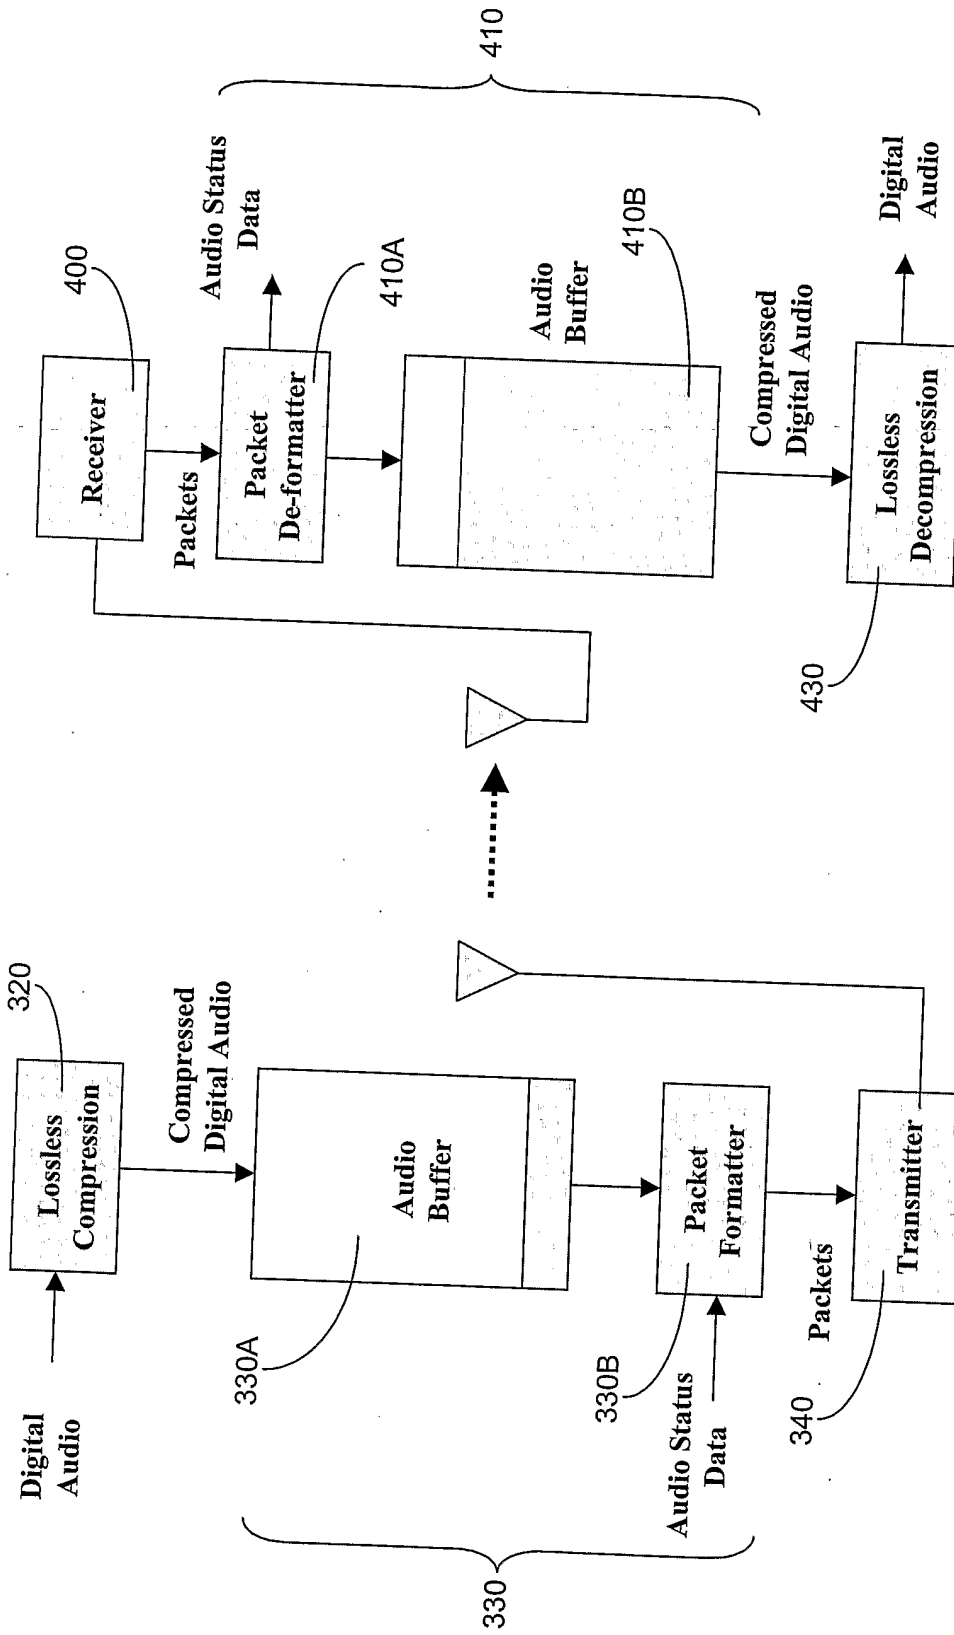 Digital
Audio
Lossless
Compression
320
Compressed
Digital Audio
Audio
Buffer
330A
330
Packet
Formatter
330B
Audio Status
Data
Packets
Transmitter
340
Receiver
400
Packets
Packet
De-formatter
410A
Audio Status
Data
410
Audio
Buffer
410B
Compressed
Digital Audio
Lossless
Decompression
430
Digital
Audio